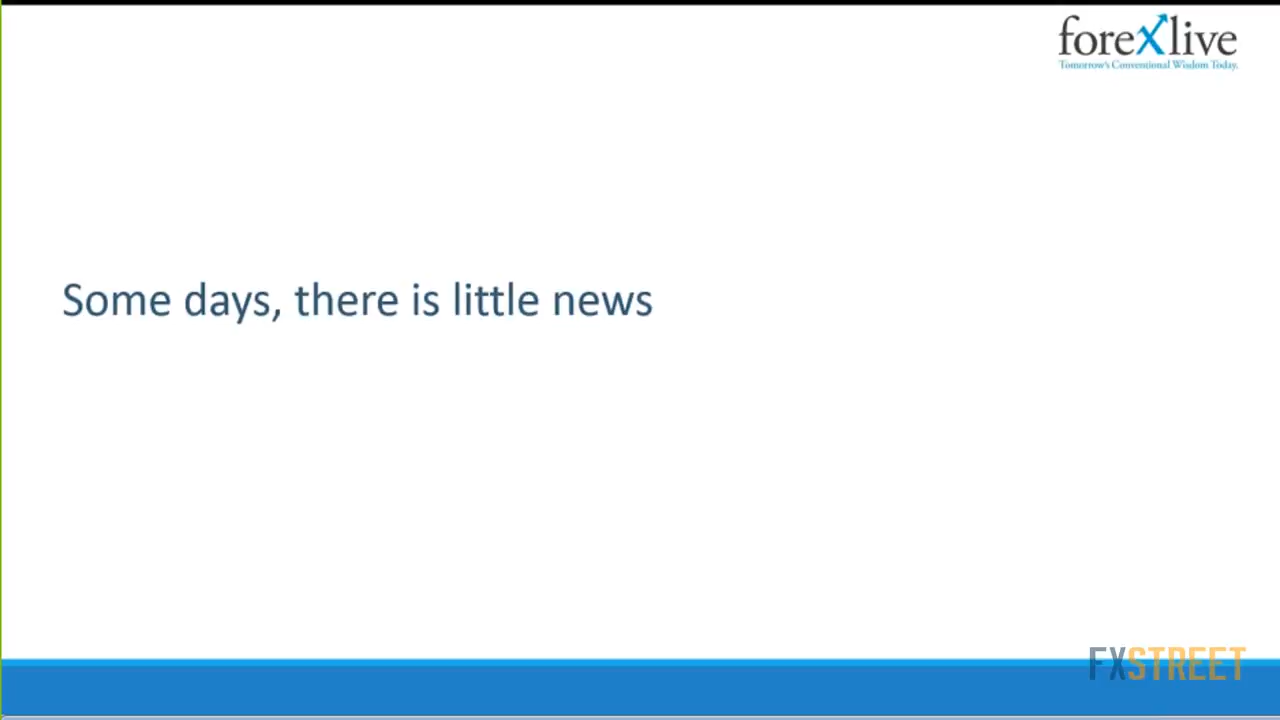 forexlive
Tomorrow's Conventional Wisdom Today.
Some days, there is little news
FXSTREET